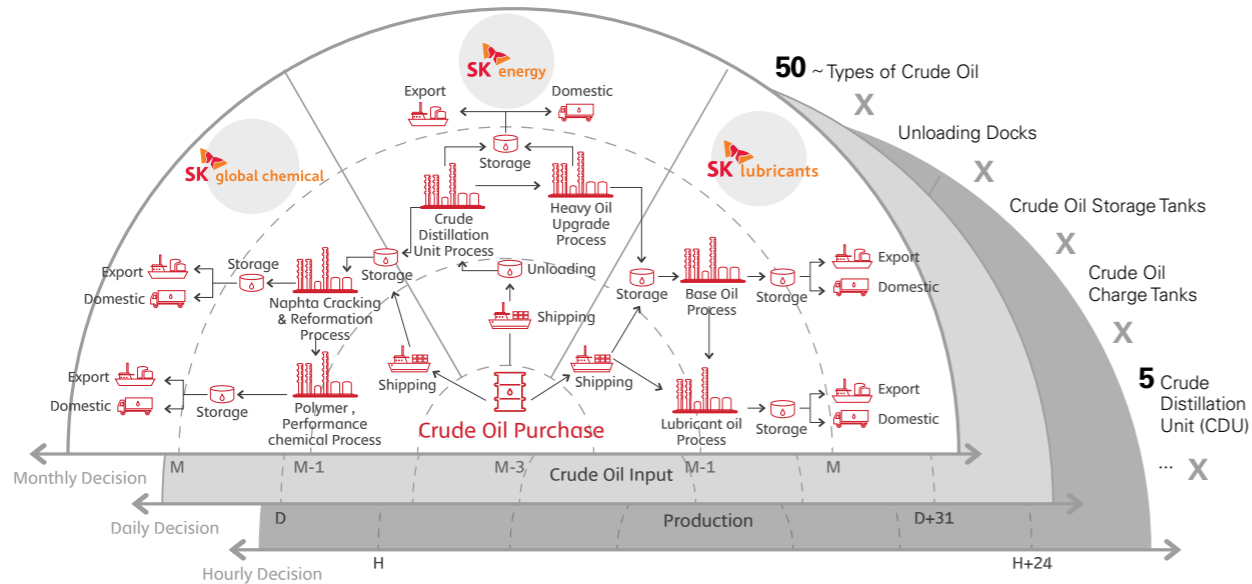 SK energy
Export
Domestic
Storage
SK global chemical
SK lubricants
Crude
Distillation
Unit Process
Heavy Oil
Upgrade
Process
Export
Domestic
Storage
Naphta Cracking
& Reformation
Process
Storage
Unloading
Shipping
Shipping
Storage
Base Oil
Process
Storage
Export
Domestic
Export
Domestic
Storage
Polymer ,
Performance
chemical Process
Crude Oil Purchase
Shipping
Lubricant oil
Process
Storage
Export
Domestic
50 ~ Types of Crude Oil
X
Unloading Docks
X
Crude Oil Storage Tanks
X
Crude Oil
Charge Tanks
X
5 Crude
Distillation
Unit (CDU)
... X
Monthly Decision
M
M-1
M-3
M-1
M
Crude Oil Input
Daily Decision
D
Production
D+31
Hourly Decision
H
H+24